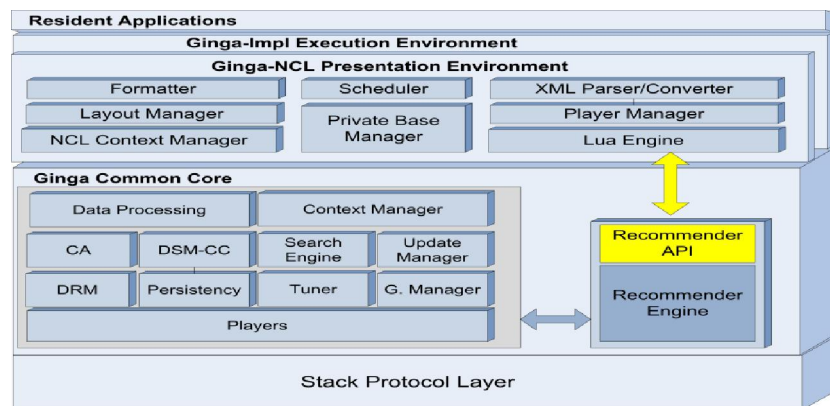 Resident Applications
Ginga-Impl Execution Environment
Ginga-NCL Presentation Environment
Formatter
Scheduler
XML Parser/Converter
Layout Manager
Private Base
Manager
Player Manager
NCL Context Manager
Lua Engine
Ginga Common Core
Data Processing
Context Manager
CA
DSM-CC
Search
Engine
Update
Manager
DRM
Persistency
Tuner
G. Manager
Players
Recommender
API
Recommender
Engine
Stack Protocol Layer